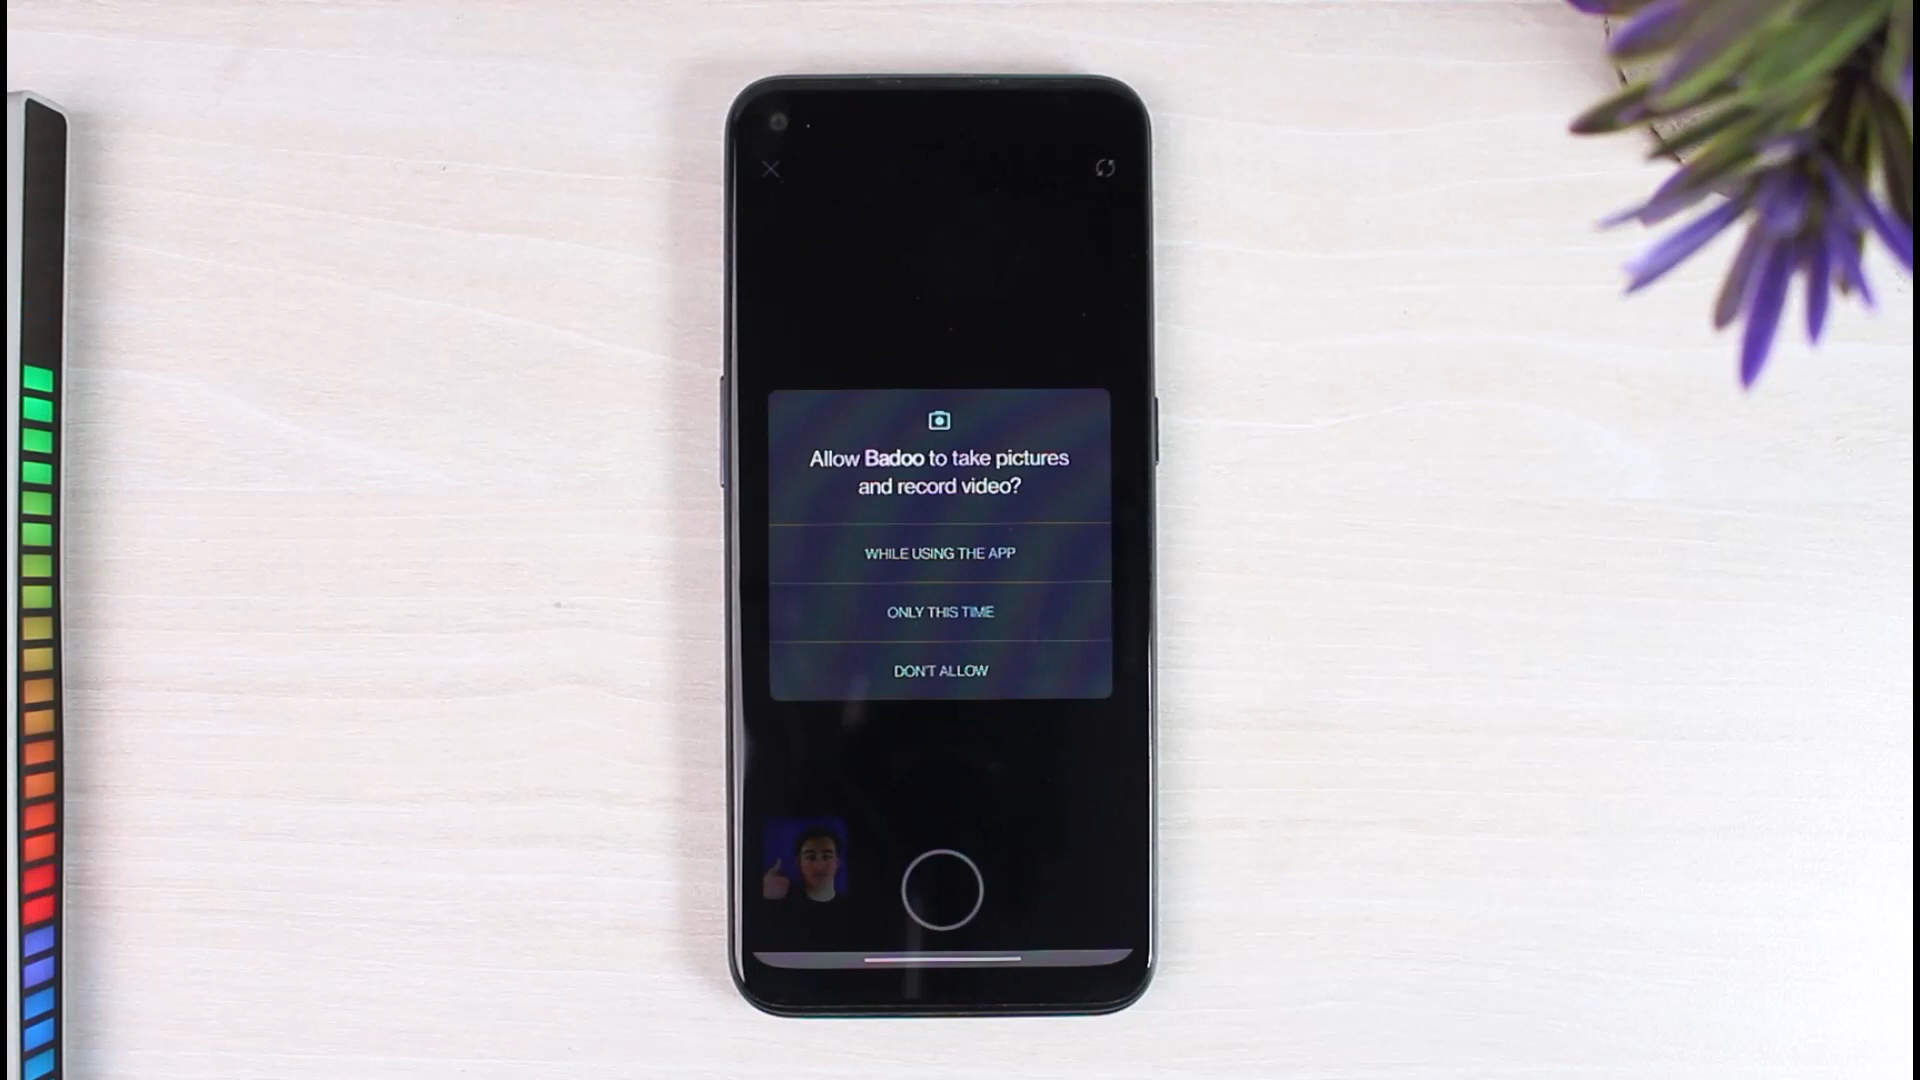 Allow Badoo to take pictures
and record video?
WHILE USING THE APP
ONLY THIS TIME
DON'T ALLOW